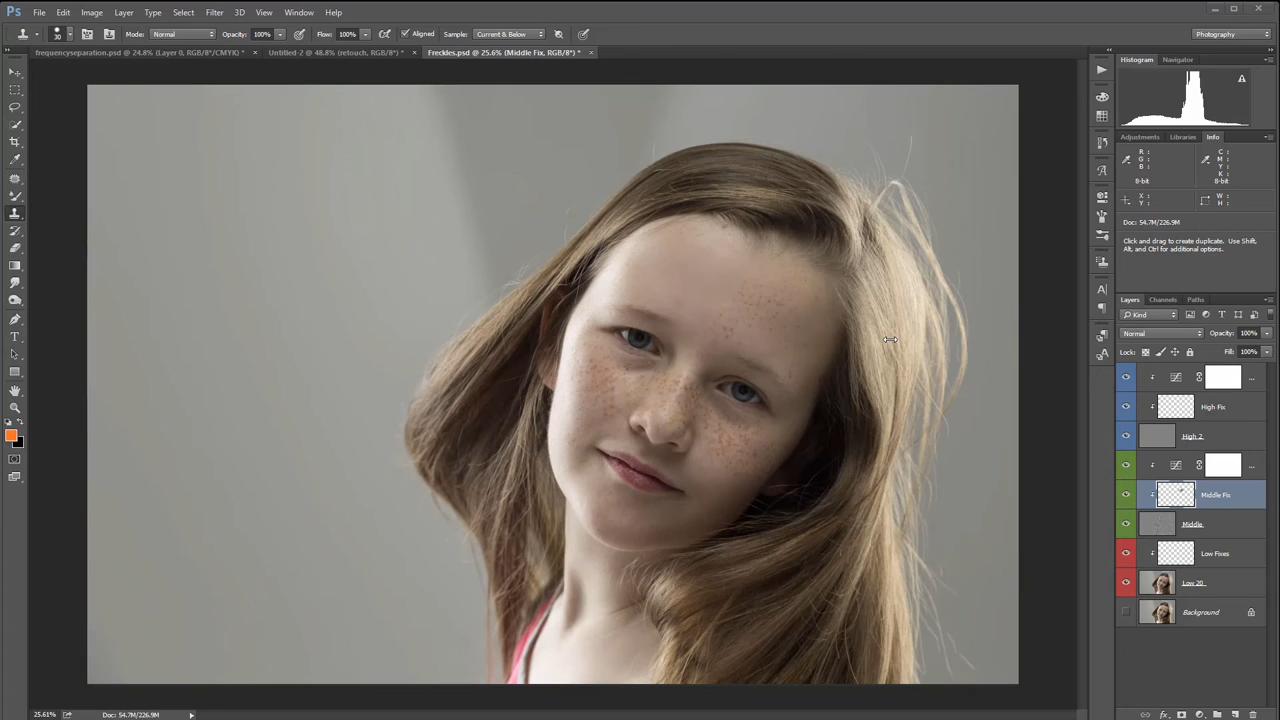 Ps File Edit Image Layer Type Select Filter 3D View Window Help
30 Mode: Normal Opacity: 100% Flow: 100% Aligned Sample: Current & Below Photography
frequencyseparation.psd @ 24.8% (Layer 0, RGB/8*/CMYK) * × Untitled-2 @ 48.8% (retouch, RGB/8*) * × Freckles.psd @ 25.6% (Middle Fix, RGB/8*) * ×
Histogram Navigator
Adjustments Libraries Info
R: C:
G: M:
B: Y:
K:
8-bit 8-bit
X: W:
Y: H:
Doc: 54.7M/226.9M
Click and drag to create duplicate. Use Shift,
Alt, and Ctrl for additional options.
Layers Channels Paths
Kind
Normal Opacity: 100%
Lock: Fill: 100%
...
High Fix
High 2
...
Middle Fix
Middle
Low Fixes
Low 20
Background
25.61% Doc: 54.7M/226.9M